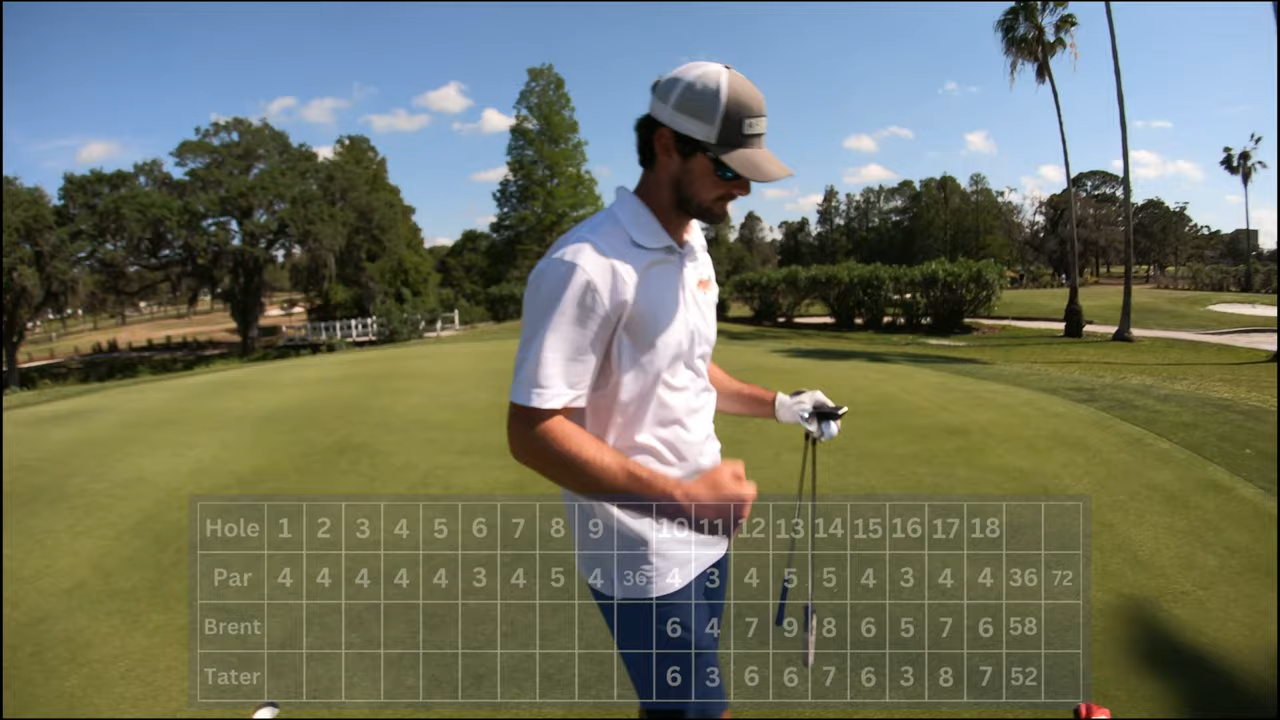 Hole 1 2 3 4 5 6 7 8 9 10 11 12 13 14 15 16 17 18
Par 4 4 4 4 4 3 4 5 4 36 4 3 4 5 5 4 3 4 4 36 72
Brent 6 4 7 9 8 6 5 7 6 58
Tater 6 3 6 6 7 6 3 8 7 52